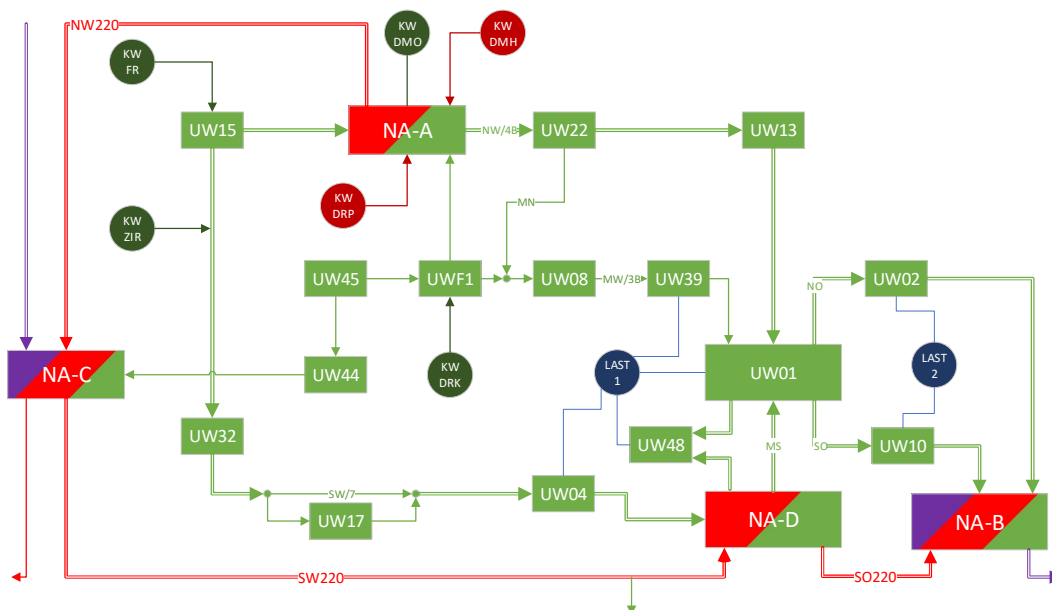 NW220
KW
FR
KW
DMO
KW
DMH
UW15
NA-A
NW/4B
UW22
UW13
KW
DRP
MN
KW
ZIR
UW45
UWF1
UW08
MW/3B
UW39
NO
UW02
NA-C
UW44
KW
DRK
LAST
1
UW01
LAST
2
UW32
UW48
MS
SO
UW10
SW/7
UW04
UW17
NA-D
NA-B
SW220
SO220